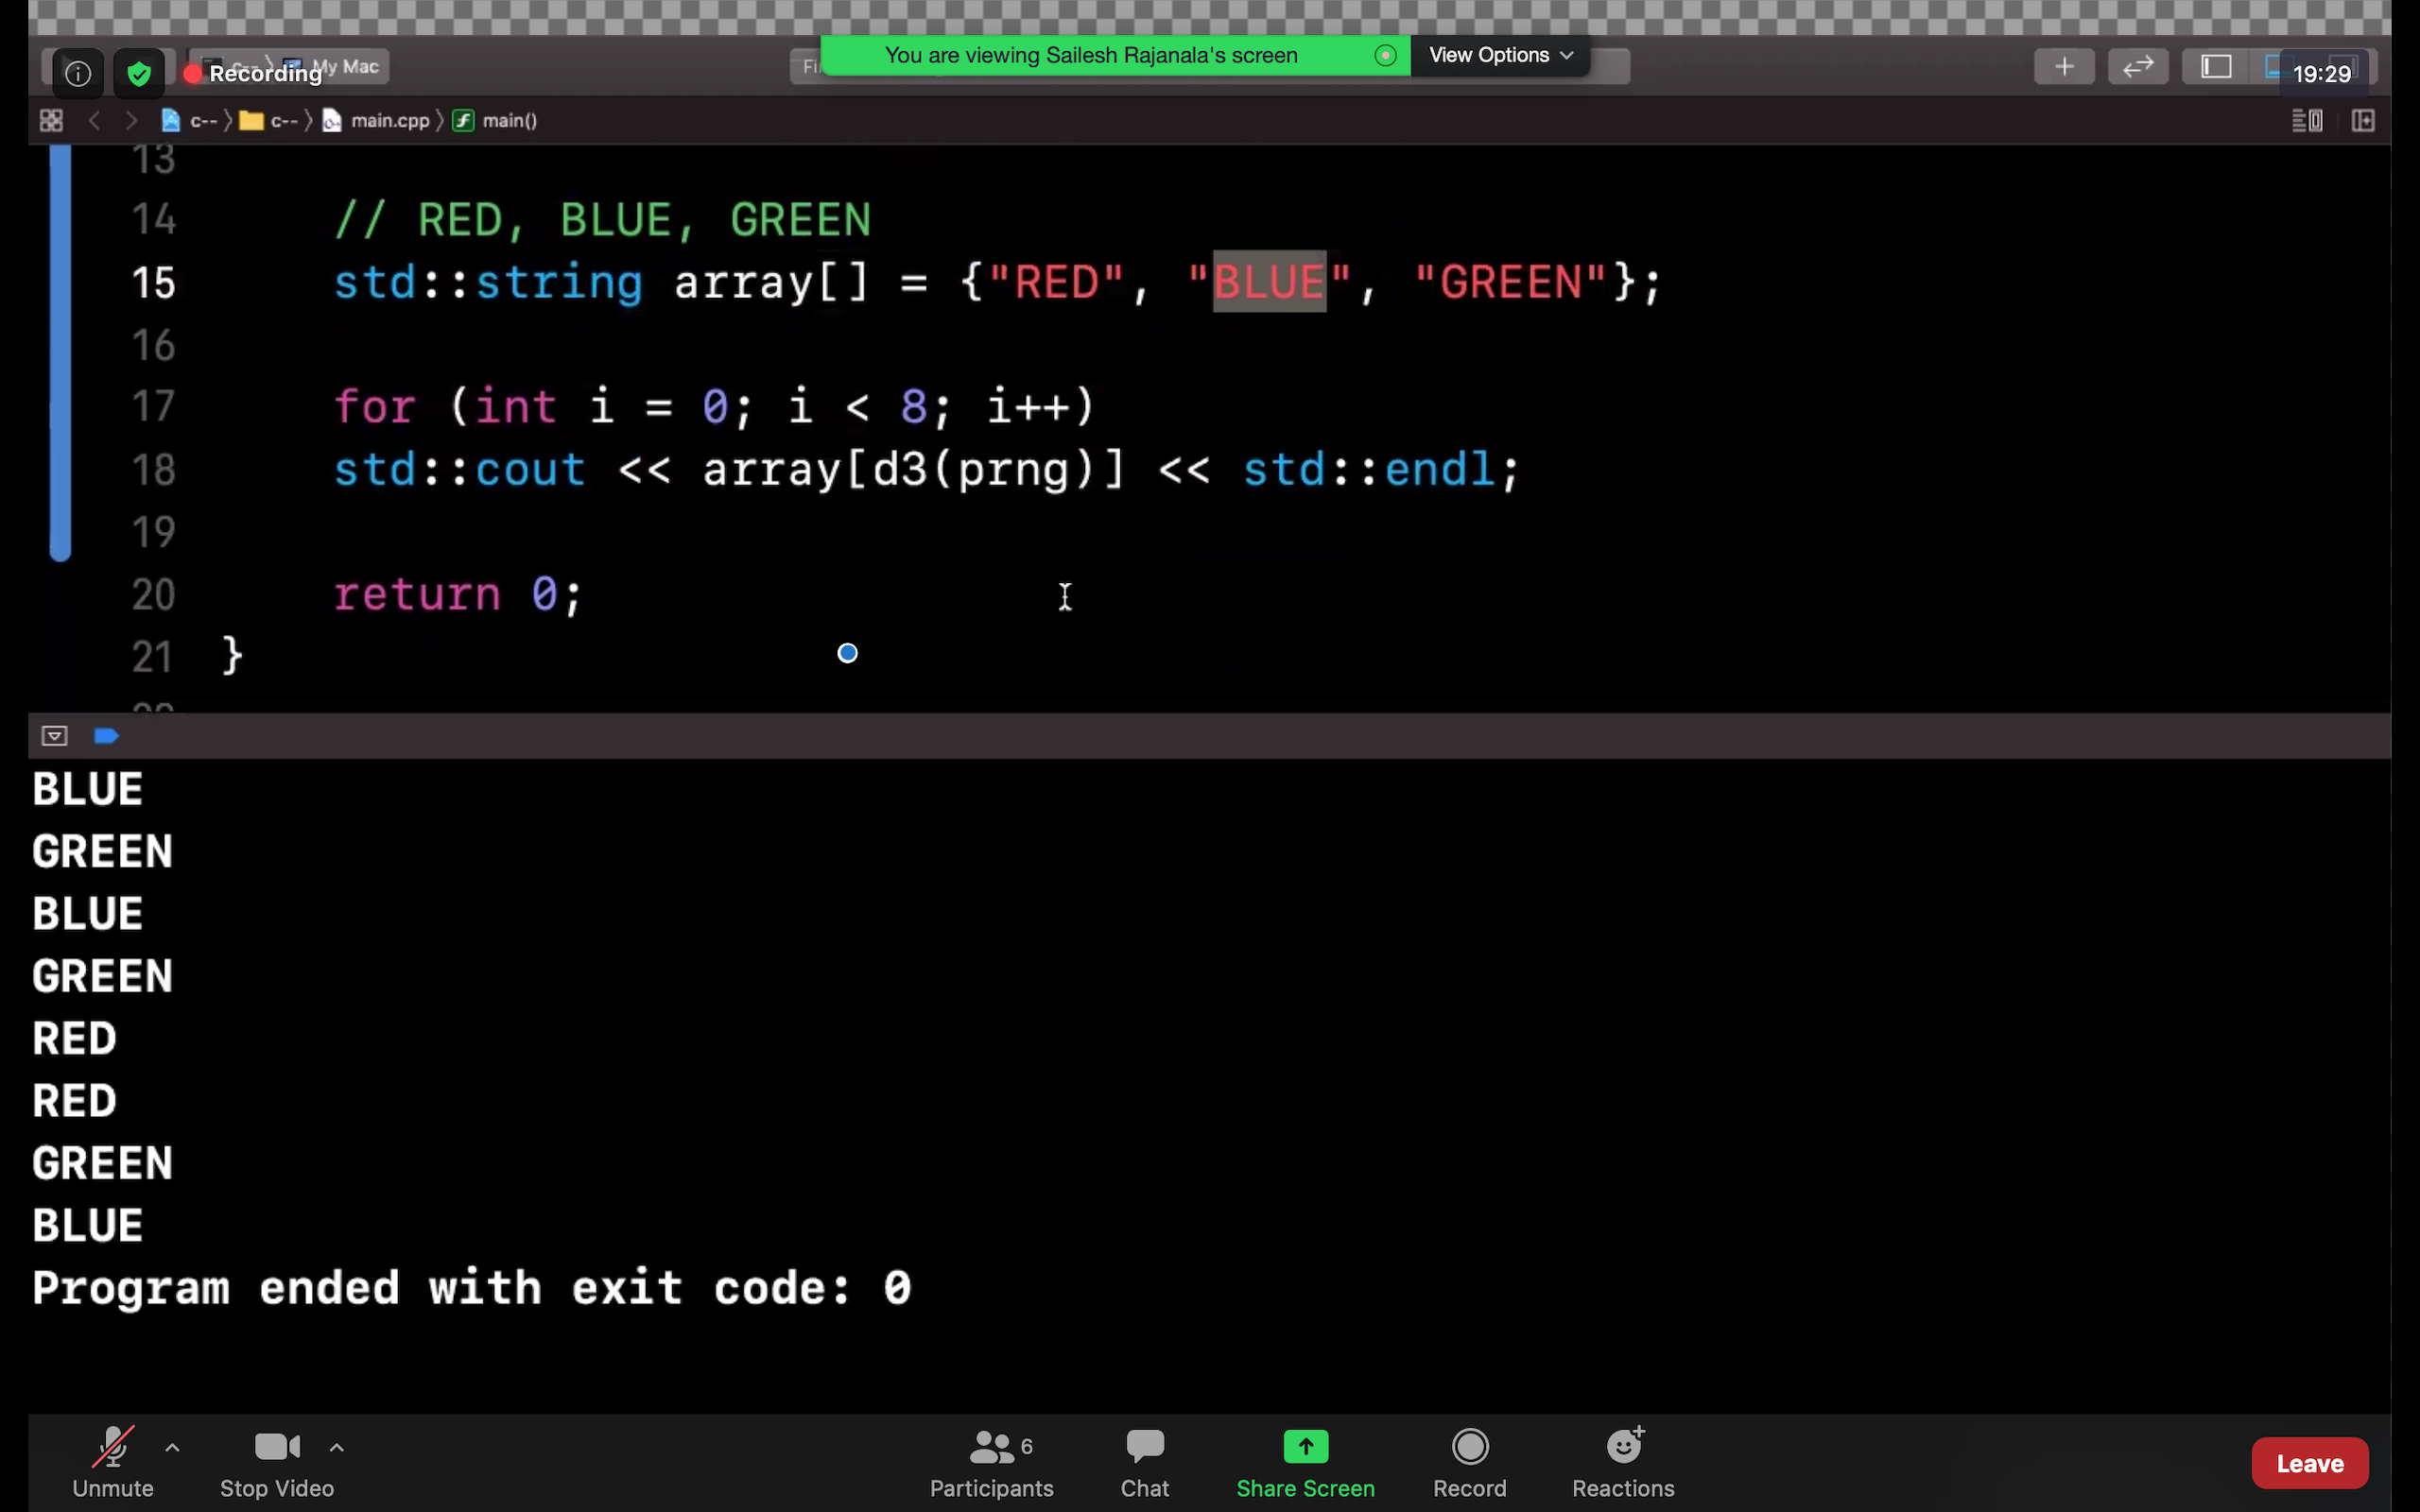 You are viewing Sailesh Rajanala's screen
View Options
Recording
My Mac
19:29
c-- 〉 c-- 〉 main.cpp 〉 main()
13
14 // RED, BLUE, GREEN
15 std::string array[] = {"RED", "BLUE", "GREEN"};
16
17 for (int i = 0; i < 8; i++)
18 std::cout << array[d3(prng)] << std::endl;
19
20 return 0;
21 }
BLUE
GREEN
BLUE
GREEN
RED
RED
GREEN
BLUE
Program ended with exit code: 0
6
Unmute
Stop Video
Participants
Chat
Share Screen
Record
Reactions
Leave